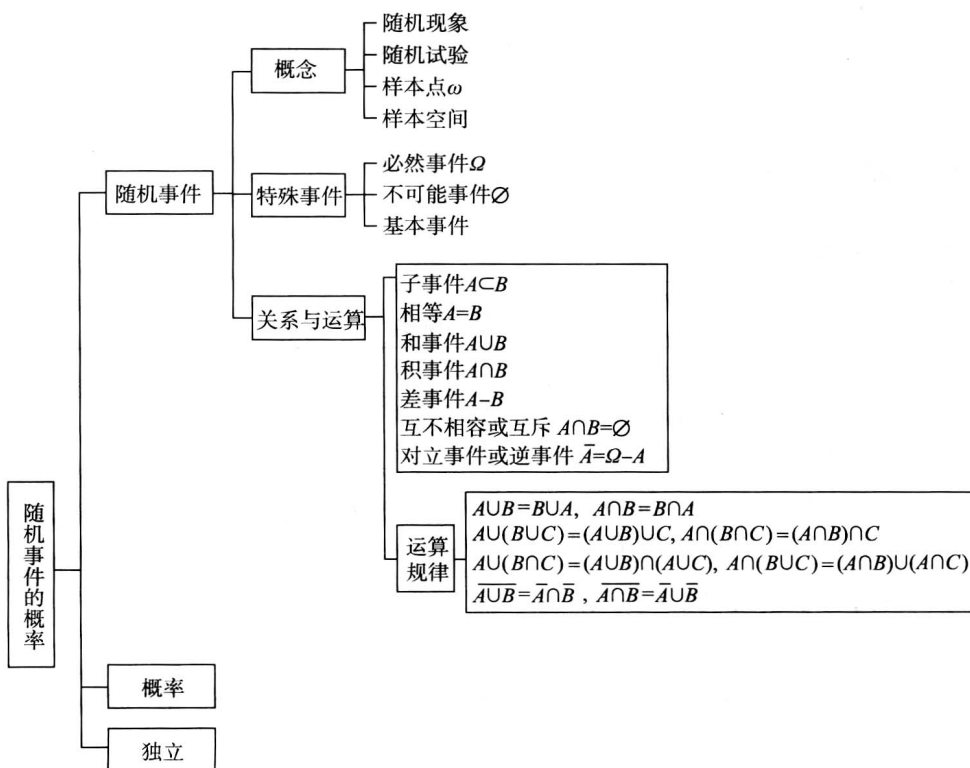 随机事件的概率
随机事件
概念
随机现象
随机试验
样本点ω
样本空间
特殊事件
必然事件Ω
不可能事件∅
基本事件
关系与运算
子事件A⊂B
相等A=B
和事件A∪B
积事件A∩B
差事件A−B
互不相容或互斥 A∩B=∅
对立事件或逆事件 A̅=Ω−A
运算
规律
A∪B=B∪A, A∩B=B∩A
A∪(B∪C)=(A∪B)∪C, A∩(B∩C)=(A∩B)∩C
A∪(B∩C)=(A∪B)∩(A∪C), A∩(B∪C)=(A∩B)∪(A∩C)
A̅∪̅B̅=A̅∩B̅ , A̅∩̅B̅=A̅∪B̅
概率
独立